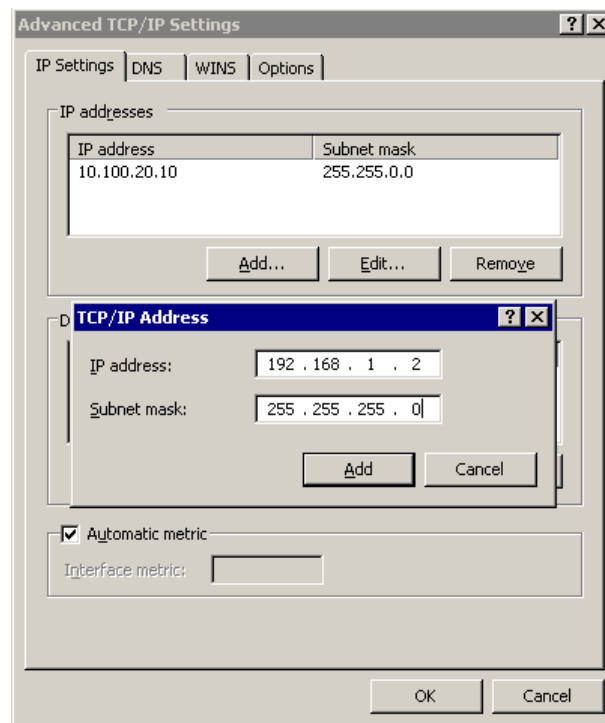 Advanced TCP/IP Settings
IP Settings DNS WINS Options
IP addresses
IP address Subnet mask
10.100.20.10 255.255.0.0
Add... Edit... Remove
D
TCP/IP Address
IP address: 192 . 168 . 1 . 2
Subnet mask: 255 . 255 . 255 . 0
Add Cancel
Automatic metric
Interface metric:
OK Cancel